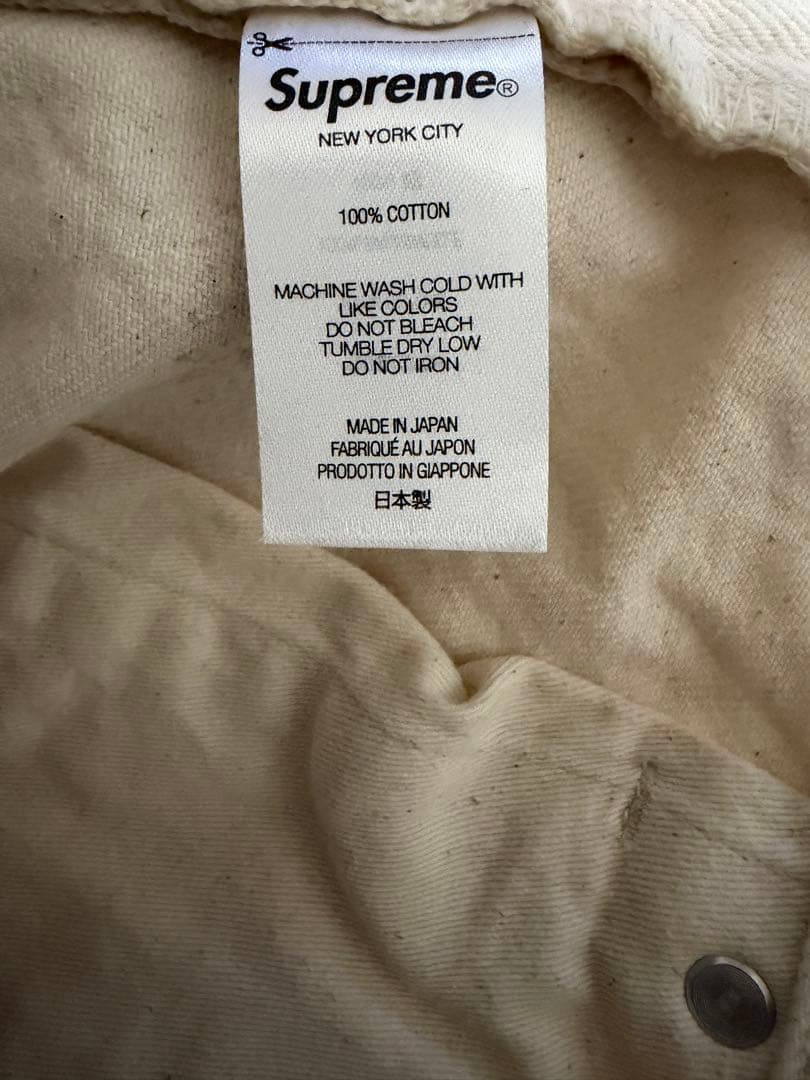 Supreme®
NEW YORK CITY
100% COTTON
MACHINE WASH COLD WITH
LIKE COLORS
DO NOT BLEACH
TUMBLE DRY LOW
DO NOT IRON
MADE IN JAPAN
FABRIQUÉ AU JAPON
PRODOTTO IN GIAPPONE
日本製